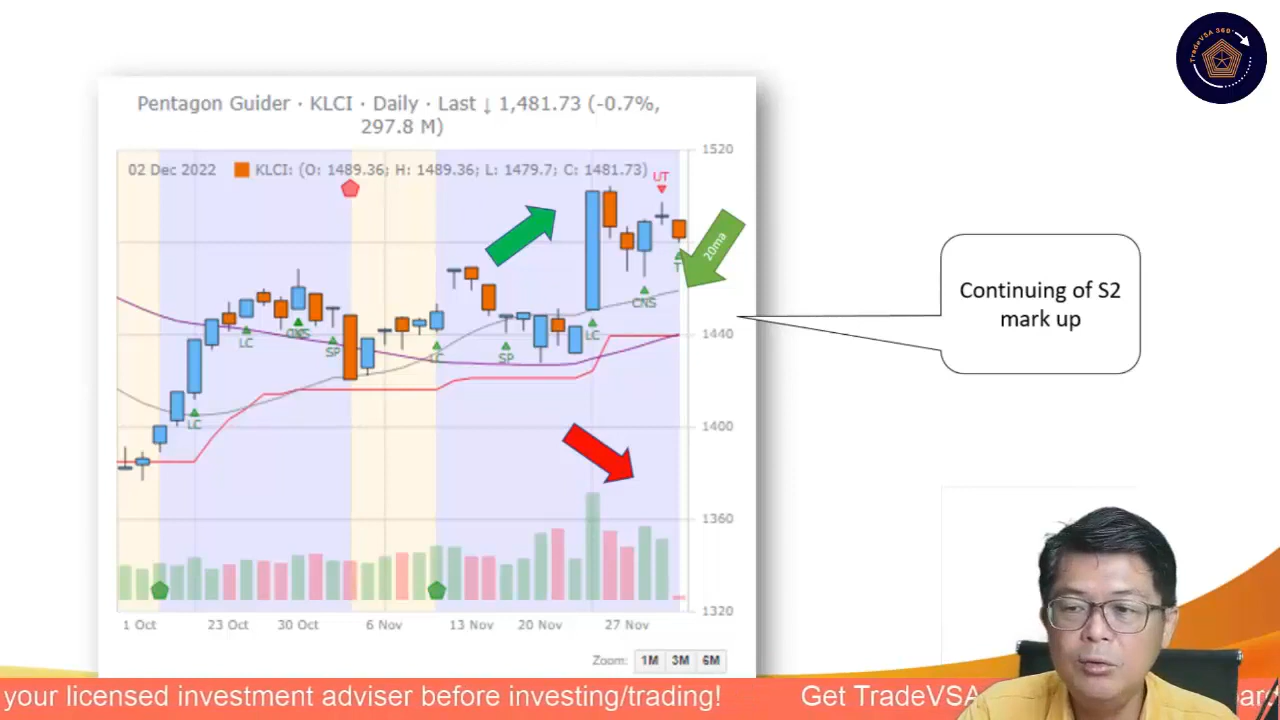 TradeVSA 360°
Pentagon Guider · KLCI · Daily · Last ↓ 1,481.73 (-0.7%,
297.8 M)
1520
02 Dec 2022 KLCI: (O: 1489.36; H: 1489.36; L: 1479.7; C: 1481.73)
UT
20ma
T
CNS
Continuing of S2
mark up
LC
SP
LC
SP
LC
1440
LC
1400
1360
1320
1 Oct 23 Oct 30 Oct 6 Nov 13 Nov 20 Nov 27 Nov
Zoom: 1M 3M 6M
your licensed investment adviser before investing/trading! Get TradeVSA